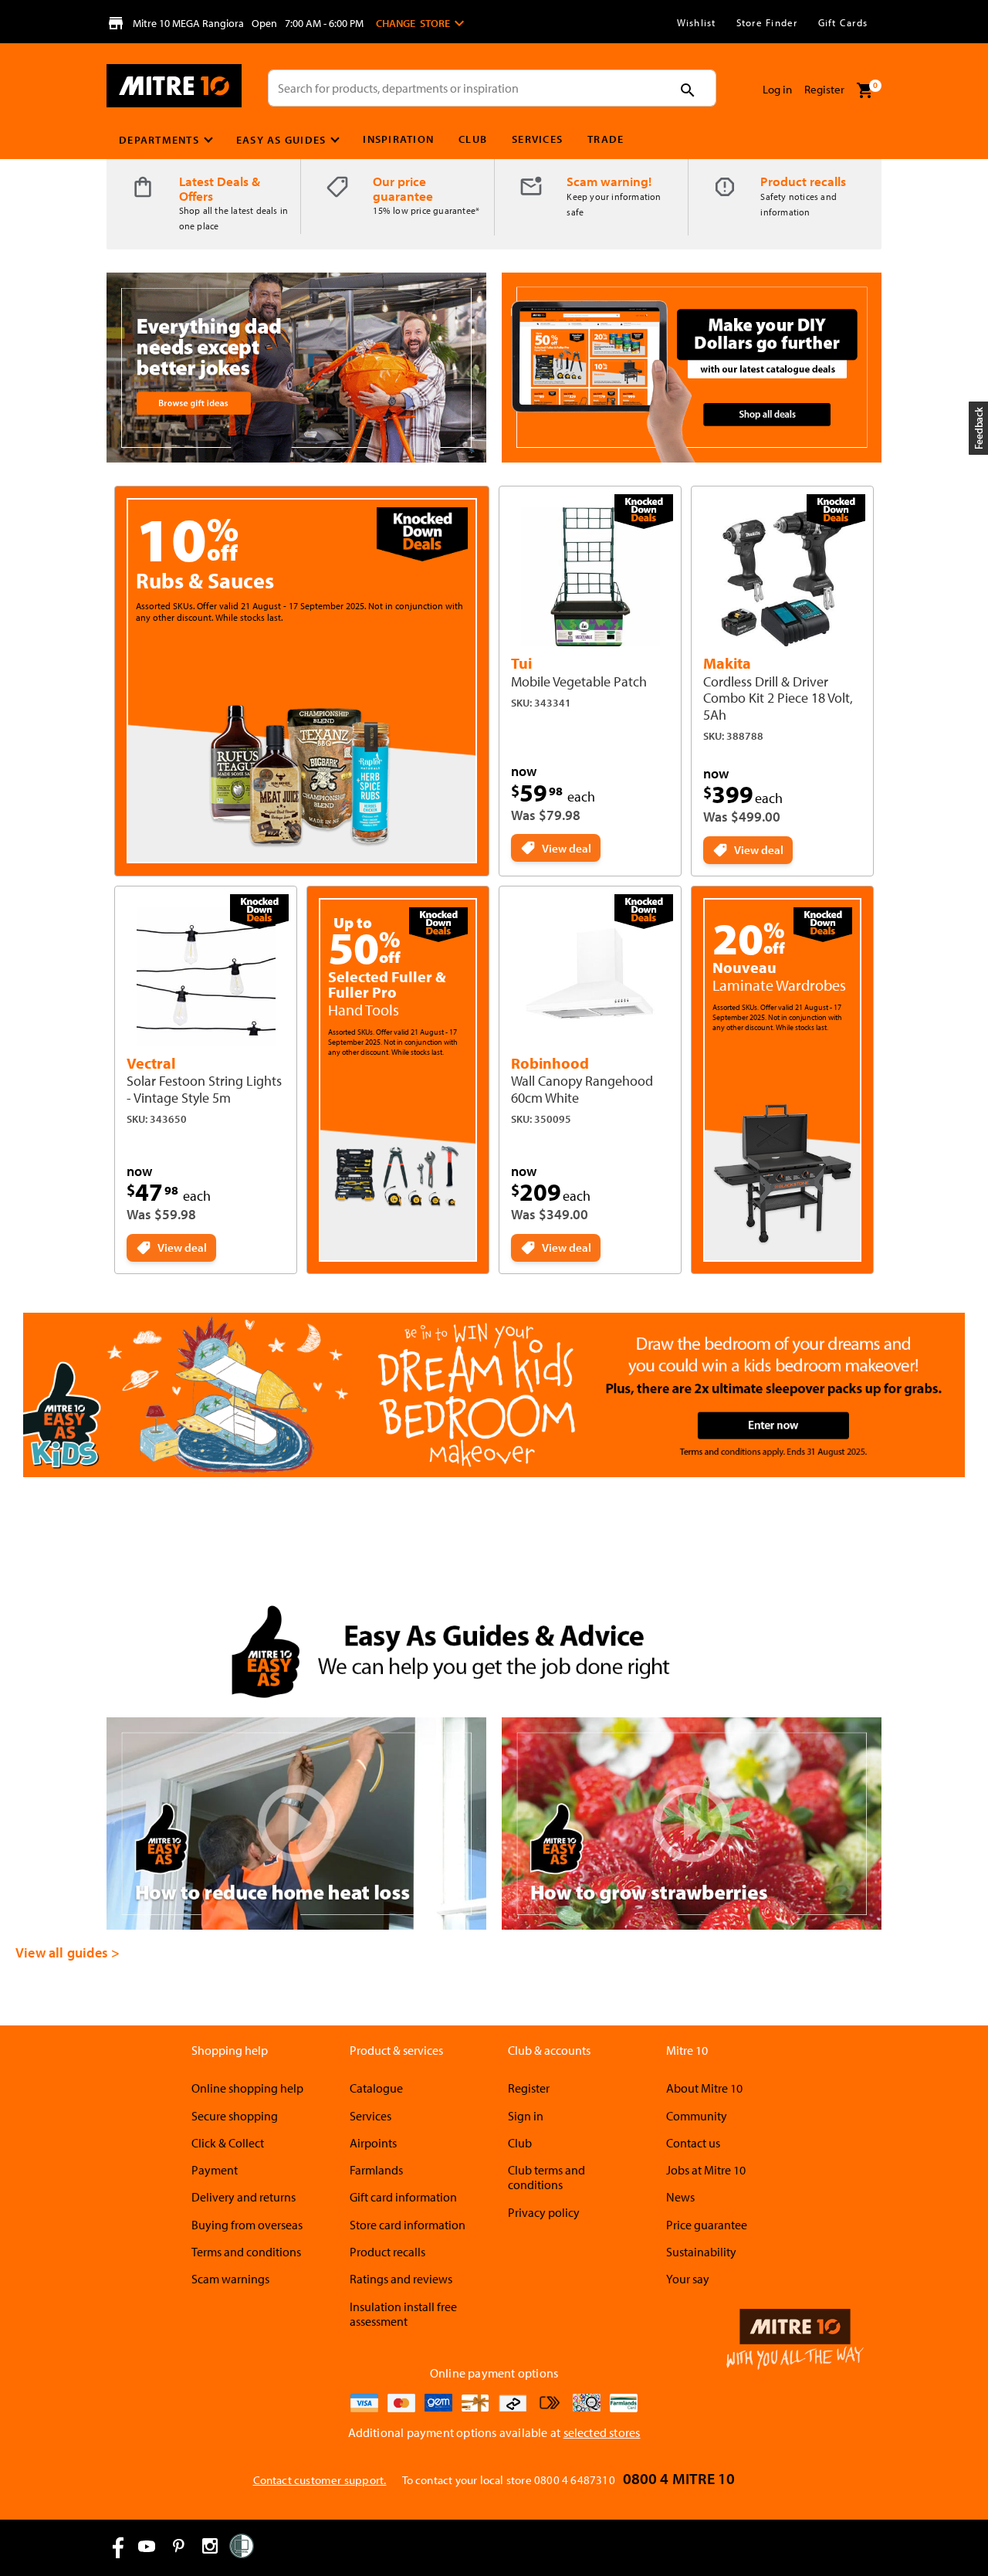 Mitre 10 MEGA Rangiora Open 7:00 AM - 6:00 PM CHANGE STORE
Wishlist Store Finder Gift Cards
MITRE 10
Search for products, departments or inspiration
Log in Register 0
DEPARTMENTS EASY AS GUIDES INSPIRATION CLUB SERVICES TRADE
Latest Deals &
Offers
Shop all the latest deals in
one place
Our price
guarantee
15% low price guarantee*
Scam warning!
Keep your information
safe
Product recalls
Safety notices and
information
Everything dad
needs except
better jokes
Browse gift ideas
Make your DIY
Dollars go further
with our latest catalogue deals
Shop all deals
Feedback
10%
off
Knocked
Down
Deals
Rubs & Sauces
Assorted SKUs. Offer valid 21 August - 17 September 2025. Not in conjunction with
any other discount. While stocks last.
RUFUS
TEAGUE
MEAT JUICE
CHAMPIONSHIP
BLEND
TEXANZ
BBQ
BIGBARK
CHAMPIONSHIP
BLEND
HERB
SPICE
RUBS
Knocked
Down
Deals
Tui
Mobile Vegetable Patch
SKU: 343341
now
$59 98 each
Was $79.98
View deal
Knocked
Down
Deals
Makita
Cordless Drill & Driver
Combo Kit 2 Piece 18 Volt,
5Ah
SKU: 388788
now
$399 each
Was $499.00
View deal
Knocked
Down
Deals
Vectral
Solar Festoon String Lights
- Vintage Style 5m
SKU: 343650
now
$47 98 each
Was $59.98
View deal
Knocked
Down
Deals
Up to
50%
off
Selected Fuller &
Fuller Pro
Hand Tools
Assorted SKUs. Offer valid 21 August - 17
September 2025. Not in conjunction with
any other discount. While stocks last.
Knocked
Down
Deals
Robinhood
Wall Canopy Rangehood
60cm White
SKU: 350095
now
$209 each
Was $349.00
View deal
Knocked
Down
Deals
20%
off
Nouveau
Laminate Wardrobes
Assorted SKUs. Offer valid 21 August - 17
September 2025. Not in conjunction with
any other discount. While stocks last.
MITRE 10
EASY
AS
KIDS
Be in to WIN your
DREAM kids
BEDROOM
makeover
Draw the bedroom of your dreams and
you could win a kids bedroom makeover!
Plus, there are 2x ultimate sleepover packs up for grabs.
Enter now
Terms and conditions apply. Ends 31 August 2025.
MITRE 10
EASY
AS
Easy As Guides & Advice
We can help you get the job done right
MITRE 10
EASY
AS
How to reduce home heat loss
MITRE 10
EASY
AS
How to grow strawberries
View all guides >
Shopping help
Online shopping help
Secure shopping
Click & Collect
Payment
Delivery and returns
Buying from overseas
Terms and conditions
Scam warnings
Product & services
Catalogue
Services
Airpoints
Farmlands
Gift card information
Store card information
Product recalls
Ratings and reviews
Insulation install free
assessment
Club & accounts
Register
Sign in
Club
Club terms and
conditions
Privacy policy
Mitre 10
About Mitre 10
Community
Contact us
Jobs at Mitre 10
News
Price guarantee
Sustainability
Your say
MITRE 10
WITH YOU ALL THE WAY
Online payment options
VISA
gem
Farmlands
Additional payment options available at selected stores
Contact customer support. To contact your local store 0800 4 6487310 0800 4 MITRE 10